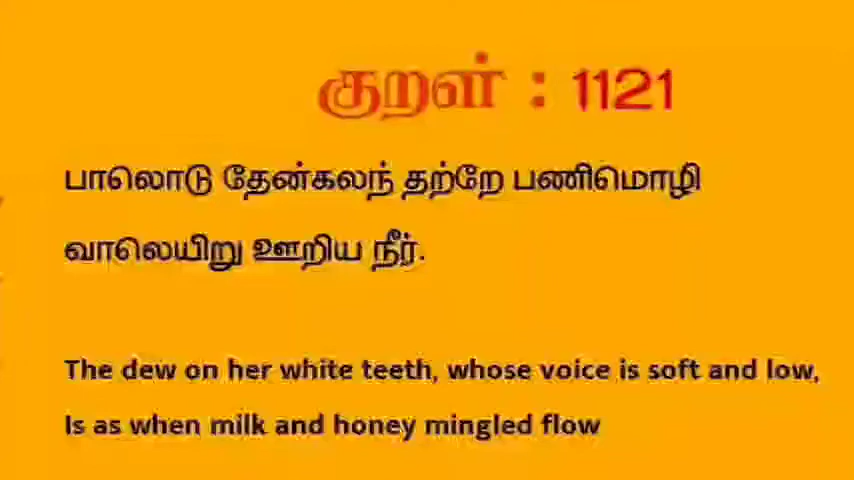 குறள் : 1121
பாலொடு தேன்கலந் தற்றே பணிமொழி
வாலெயிறு ஊறிய நீர்.
The dew on her white teeth, whose voice is soft and low,
Is as when milk and honey mingled flow